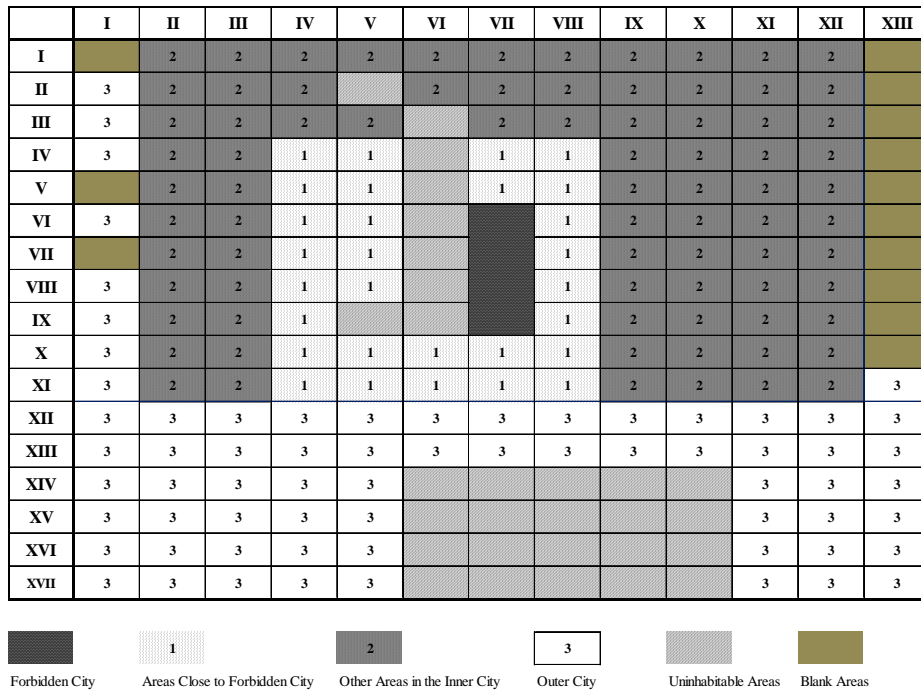 I II III IV V VI VII VIII IX X XI XII XIII
I 2 2 2 2 2 2 2 2 2 2 2
II 3 2 2 2 2 2 2 2 2 2 2
III 3 2 2 2 2 2 2 2 2 2 2
IV 3 2 2 1 1 1 1 2 2 2 2
V 2 2 1 1 1 1 2 2 2 2
VI 3 2 2 1 1 1 2 2 2 2
VII 2 2 1 1 1 2 2 2 2
VIII 3 2 2 1 1 1 2 2 2 2
IX 3 2 2 1 1 2 2 2 2
X 3 2 2 1 1 1 1 1 2 2 2 2
XI 3 2 2 1 1 1 1 1 2 2 2 2 3
XII 3 3 3 3 3 3 3 3 3 3 3 3 3
XIII 3 3 3 3 3 3 3 3 3 3 3 3 3
XIV 3 3 3 3 3 3 3 3
XV 3 3 3 3 3 3 3 3
XVI 3 3 3 3 3 3 3 3
XVII 3 3 3 3 3 3 3 3
1 2 3
Forbidden City Areas Close to Forbidden City Other Areas in the Inner City Outer City Uninhabitable Areas Blank Areas